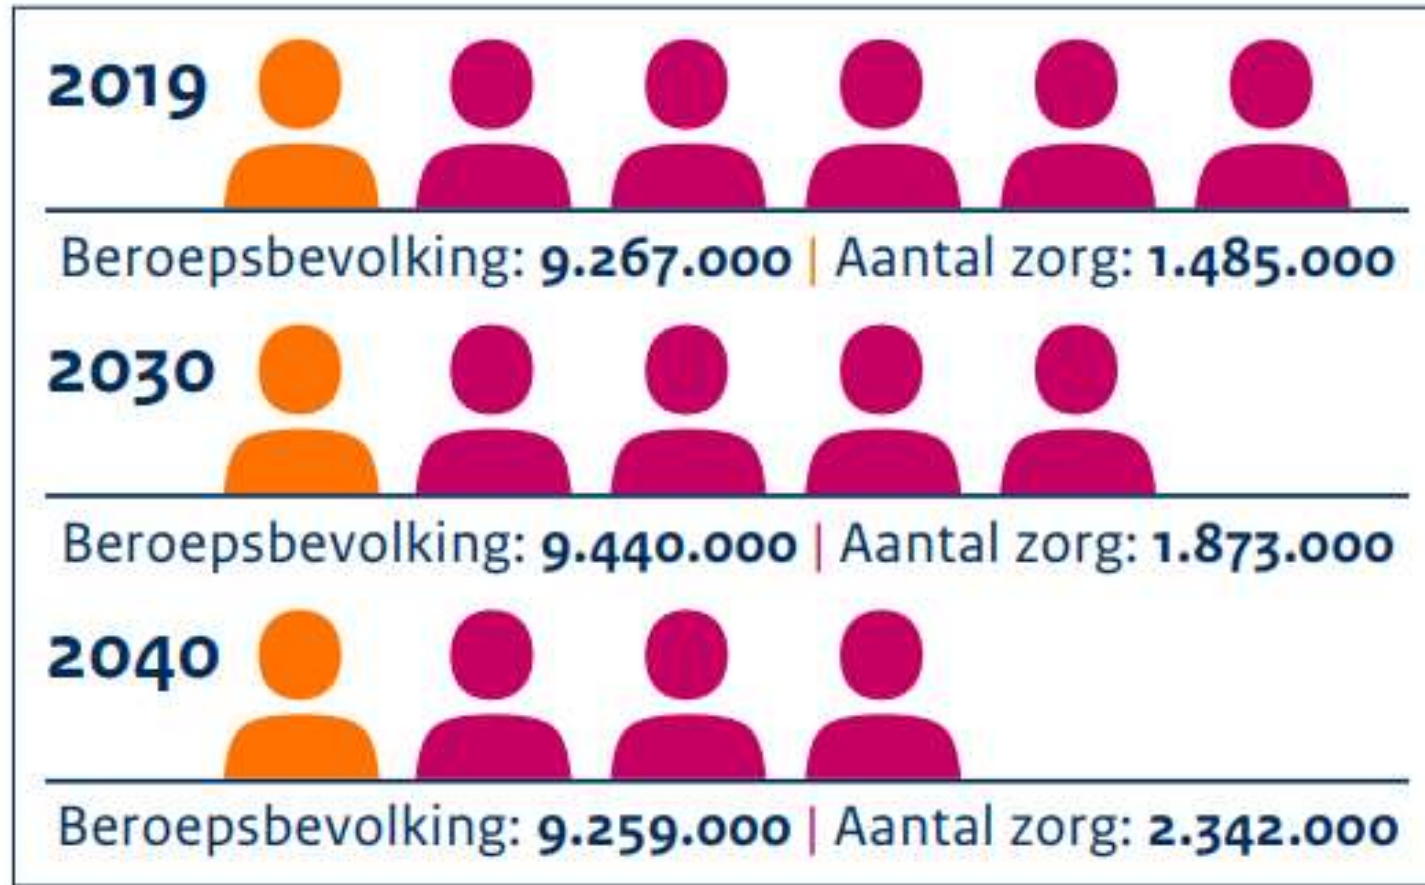 2019
Beroepsbevolking: 9.267.000 | Aantal zorg: 1.485.000
2030
Beroepsbevolking: 9.440.000 | Aantal zorg: 1.873.000
2040
Beroepsbevolking: 9.259.000 | Aantal zorg: 2.342.000